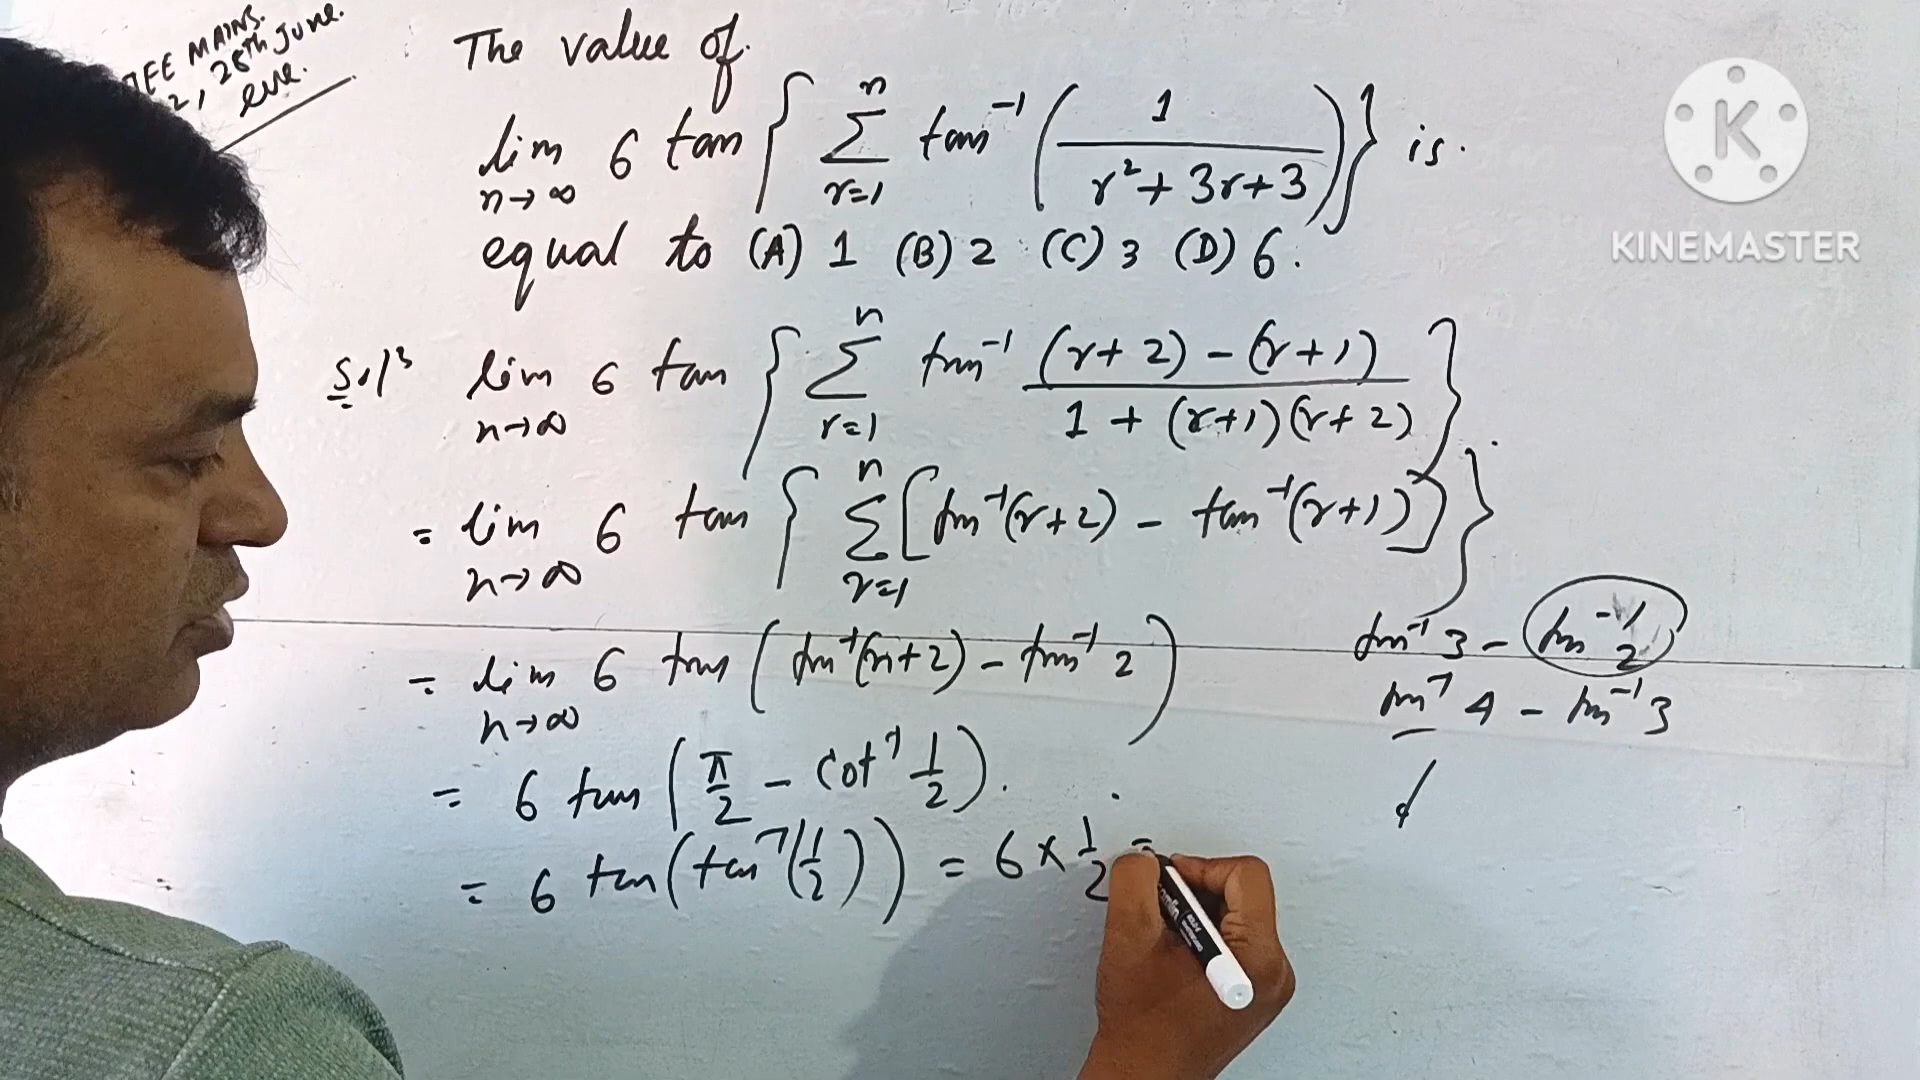 JEE MAINS.
2, 28th June.
eve.
The value of
lim n→∞ 6 tan { Σ r=1 n tan⁻¹ ( 1 / r² + 3r + 3 ) } is.
equal to (A) 1 (B) 2 (C) 3 (D) 6.
Solⁿ lim n→∞ 6 tan { Σ r=1 n tan⁻¹ (r+2) - (r+1) / 1 + (r+1)(r+2) }.
= lim n→∞ 6 tan { Σ r=1 n [ tan⁻¹(r+2) - tan⁻¹(r+1) ] }
= lim n→∞ 6 tan ( tan⁻¹(n+2) - tan⁻¹ 2 )
tan⁻¹ 3 - tan⁻¹ 2
tan⁻¹ 4 - tan⁻¹ 3
= 6 tan ( π/2 - cot⁻¹ 1/2 ).
= 6 tan ( tan⁻¹ (1/2) ) = 6 × 1/2 =
K
KINEMASTER